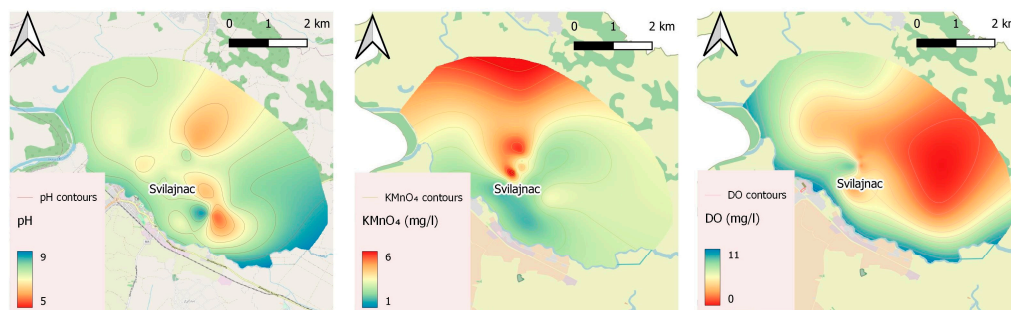 0 1 2 km
Svilajnac
pH contours
pH
9
5
0 1 2 km
Svilajnac
KMnO₄ contours
KMnO₄ (mg/l)
6
1
0 1 2 km
Svilajnac
DO contours
DO (mg/l)
11
0